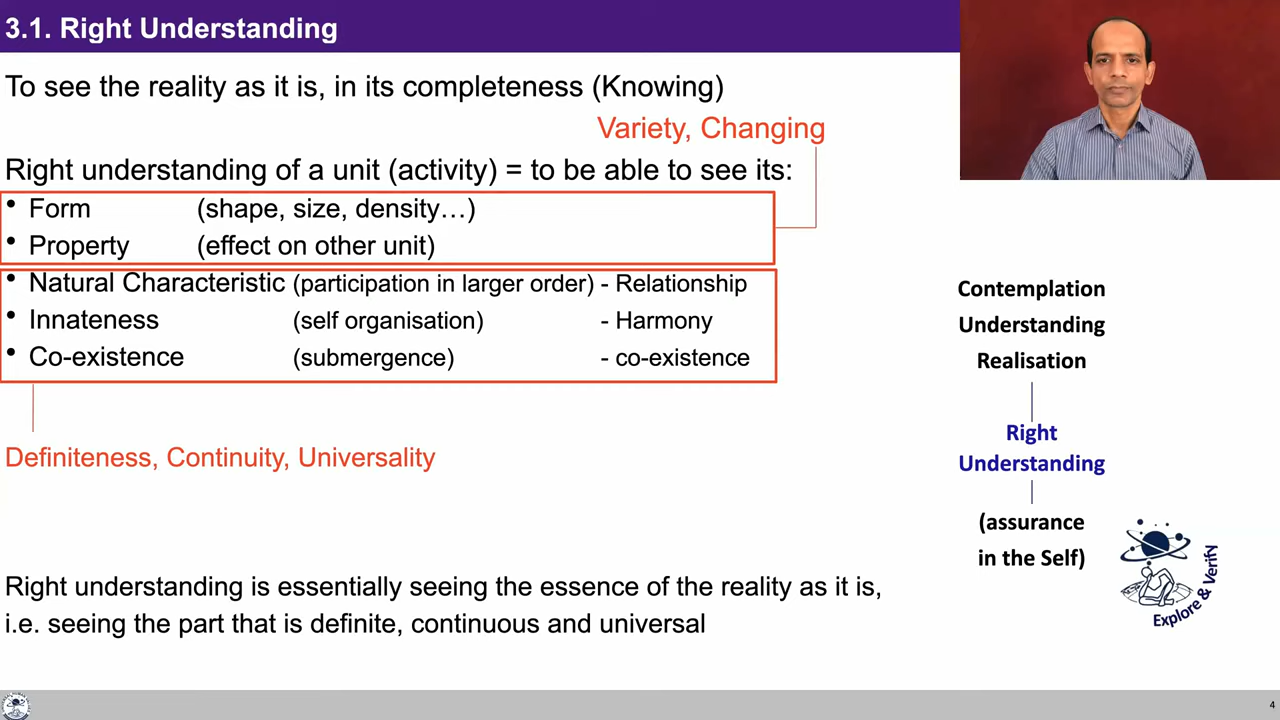 3.1. Right Understanding
To see the reality as it is, in its completeness (Knowing)
Variety, Changing
Right understanding of a unit (activity) = to be able to see its:
• Form (shape, size, density…)
• Property (effect on other unit)
• Natural Characteristic (participation in larger order) - Relationship
• Innateness (self organisation) - Harmony
• Co-existence (submergence) - co-existence
Definiteness, Continuity, Universality
Right understanding is essentially seeing the essence of the reality as it is,
i.e. seeing the part that is definite, continuous and universal
Contemplation
Understanding
Realisation
Right
Understanding
(assurance
in the Self)
Explore & Verify
4